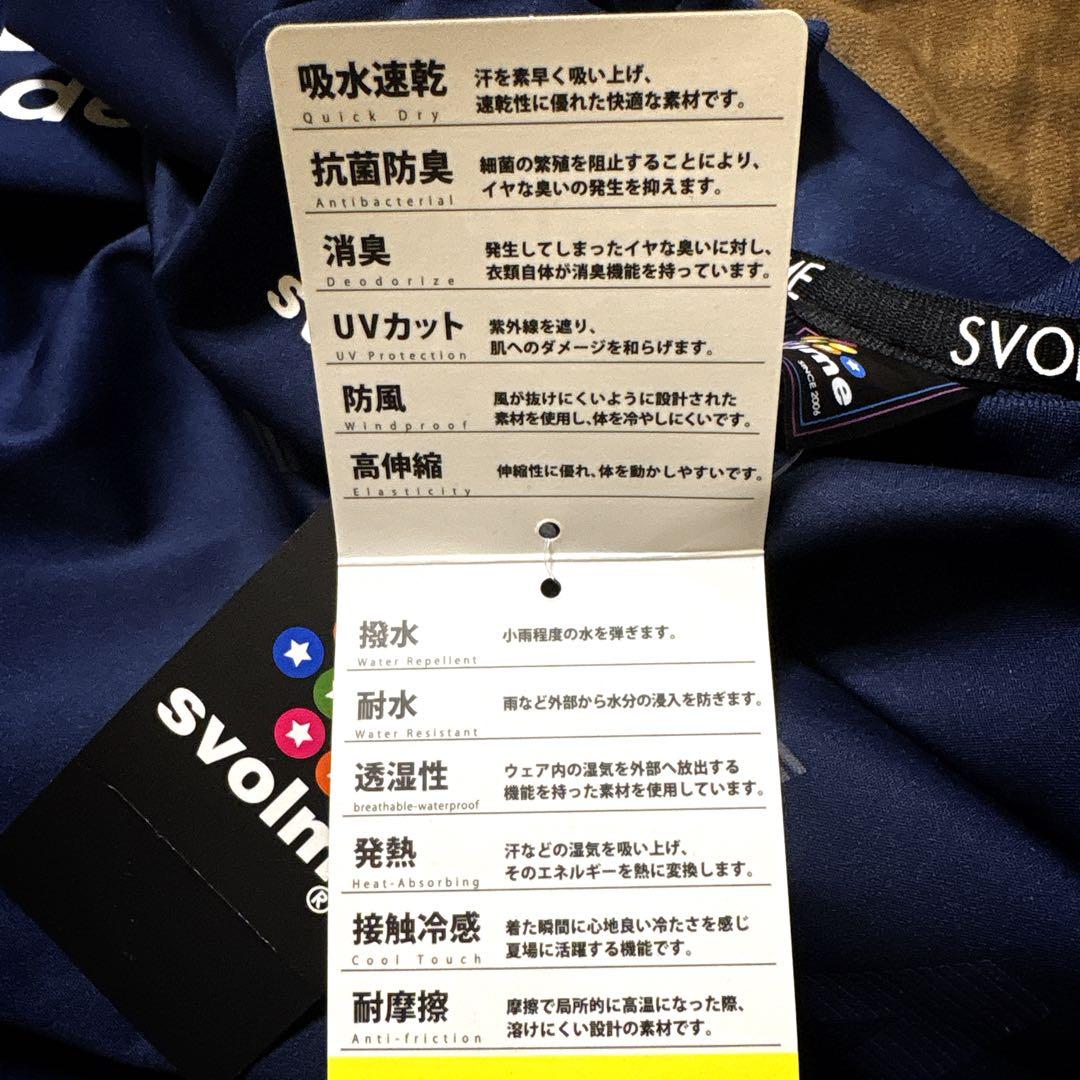 吸水速乾
Quick Dry
汗を素早く吸い上げ、
速乾性に優れた快適な素材です。
抗菌防臭
Antibacterial
細菌の繁殖を阻止することにより、
イヤな臭いの発生を抑えます。
消臭
Deodorize
発生してしまったイヤな臭いに対し、
衣類自体が消臭機能を持っています。
UVカット
UV Protection
紫外線を遮り、
肌へのダメージを和らげます。
防風
Windproof
風が抜けにくいように設計された
素材を使用し、体を冷やしにくいです。
高伸縮
Elasticity
伸縮性に優れ、体を動かしやすいです。
撥水
Water Repellent
小雨程度の水を弾ぎます。
耐水
Water Resistant
雨など外部から水分の浸入を防ぎます。
透湿性
breathable-waterproof
ウェア内の湿気を外部へ放出する
機能を持った素材を使用しています。
発熱
Heat-Absorbing
汗などの湿気を吸い上げ、
そのエネルギーを熱に変換します。
接触冷感
Cool Touch
着た瞬間に心地良い冷たさを感じ
夏場に活躍する機能です。
耐摩擦
Anti-friction
摩擦で局所的に高温になった際、
溶けにくい設計の素材です。
svolm
®
SVO
me
SINCE 2006